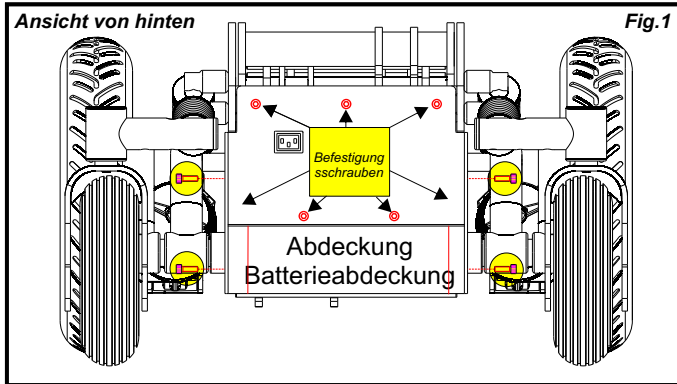 Ansicht von hinten
Fig.1
Befestigung
sschrauben
Abdeckung
Batterieabdeckung